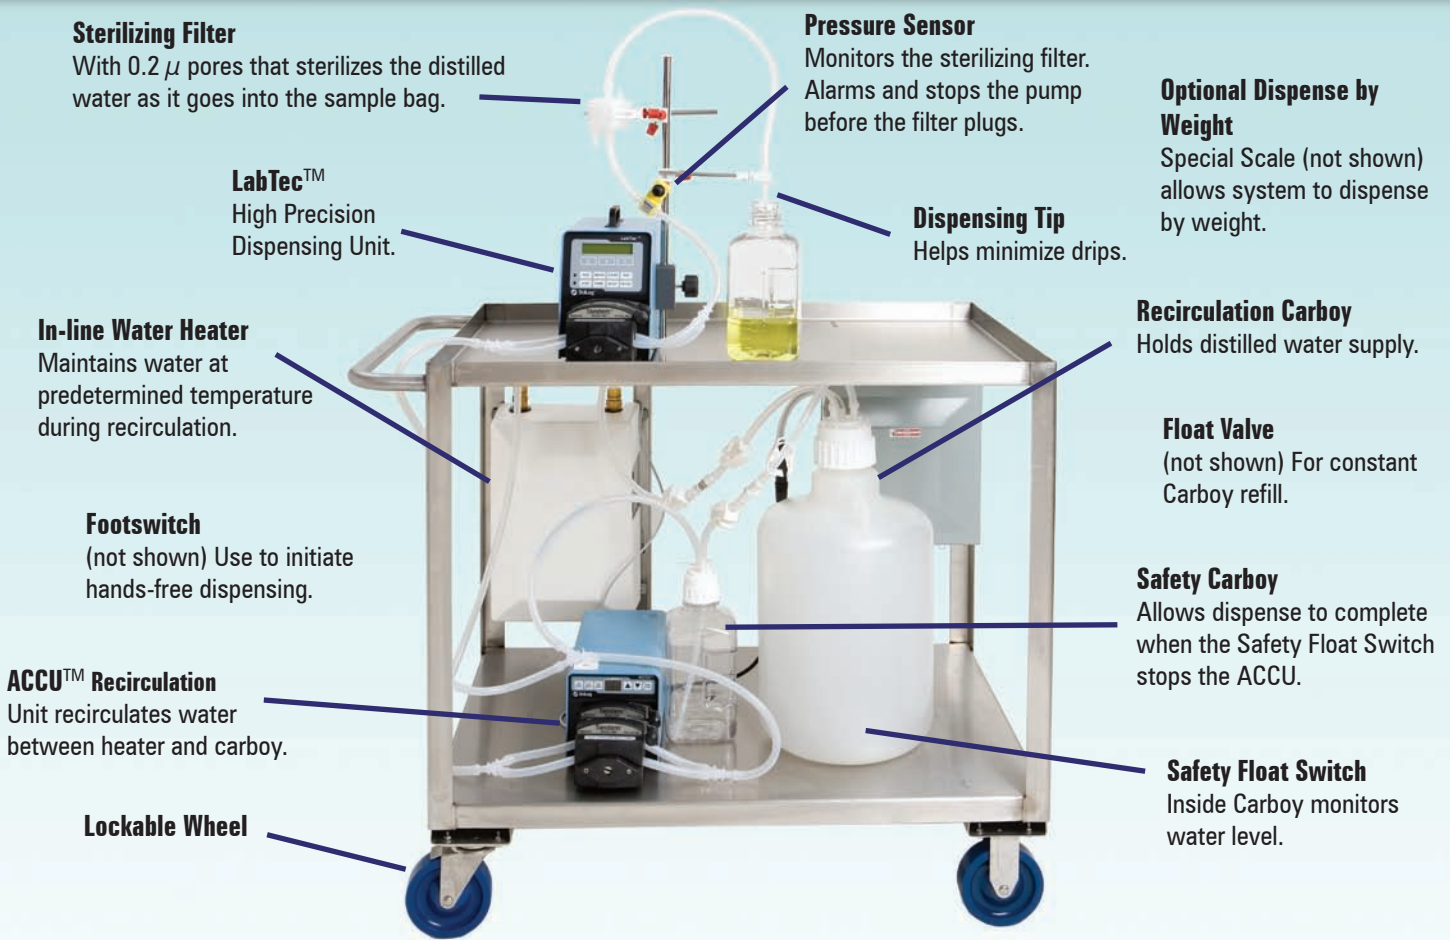 Sterilizing Filter
With 0.2 μ pores that sterilizes the distilled
water as it goes into the sample bag.
Pressure Sensor
Monitors the sterilizing filter.
Alarms and stops the pump
before the filter plugs.
Optional Dispense by
Weight
Special Scale (not shown)
allows system to dispense
by weight.
LabTec™
High Precision
Dispensing Unit.
Dispensing Tip
Helps minimize drips.
In-line Water Heater
Maintains water at
predetermined temperature
during recirculation.
Recirculation Carboy
Holds distilled water supply.
Float Valve
(not shown) For constant
Carboy refill.
Footswitch
(not shown) Use to initiate
hands-free dispensing.
Safety Carboy
Allows dispense to complete
when the Safety Float Switch
stops the ACCU.
ACCU™ Recirculation
Unit recirculates water
between heater and carboy.
Safety Float Switch
Inside Carboy monitors
water level.
Lockable Wheel
LabTec™